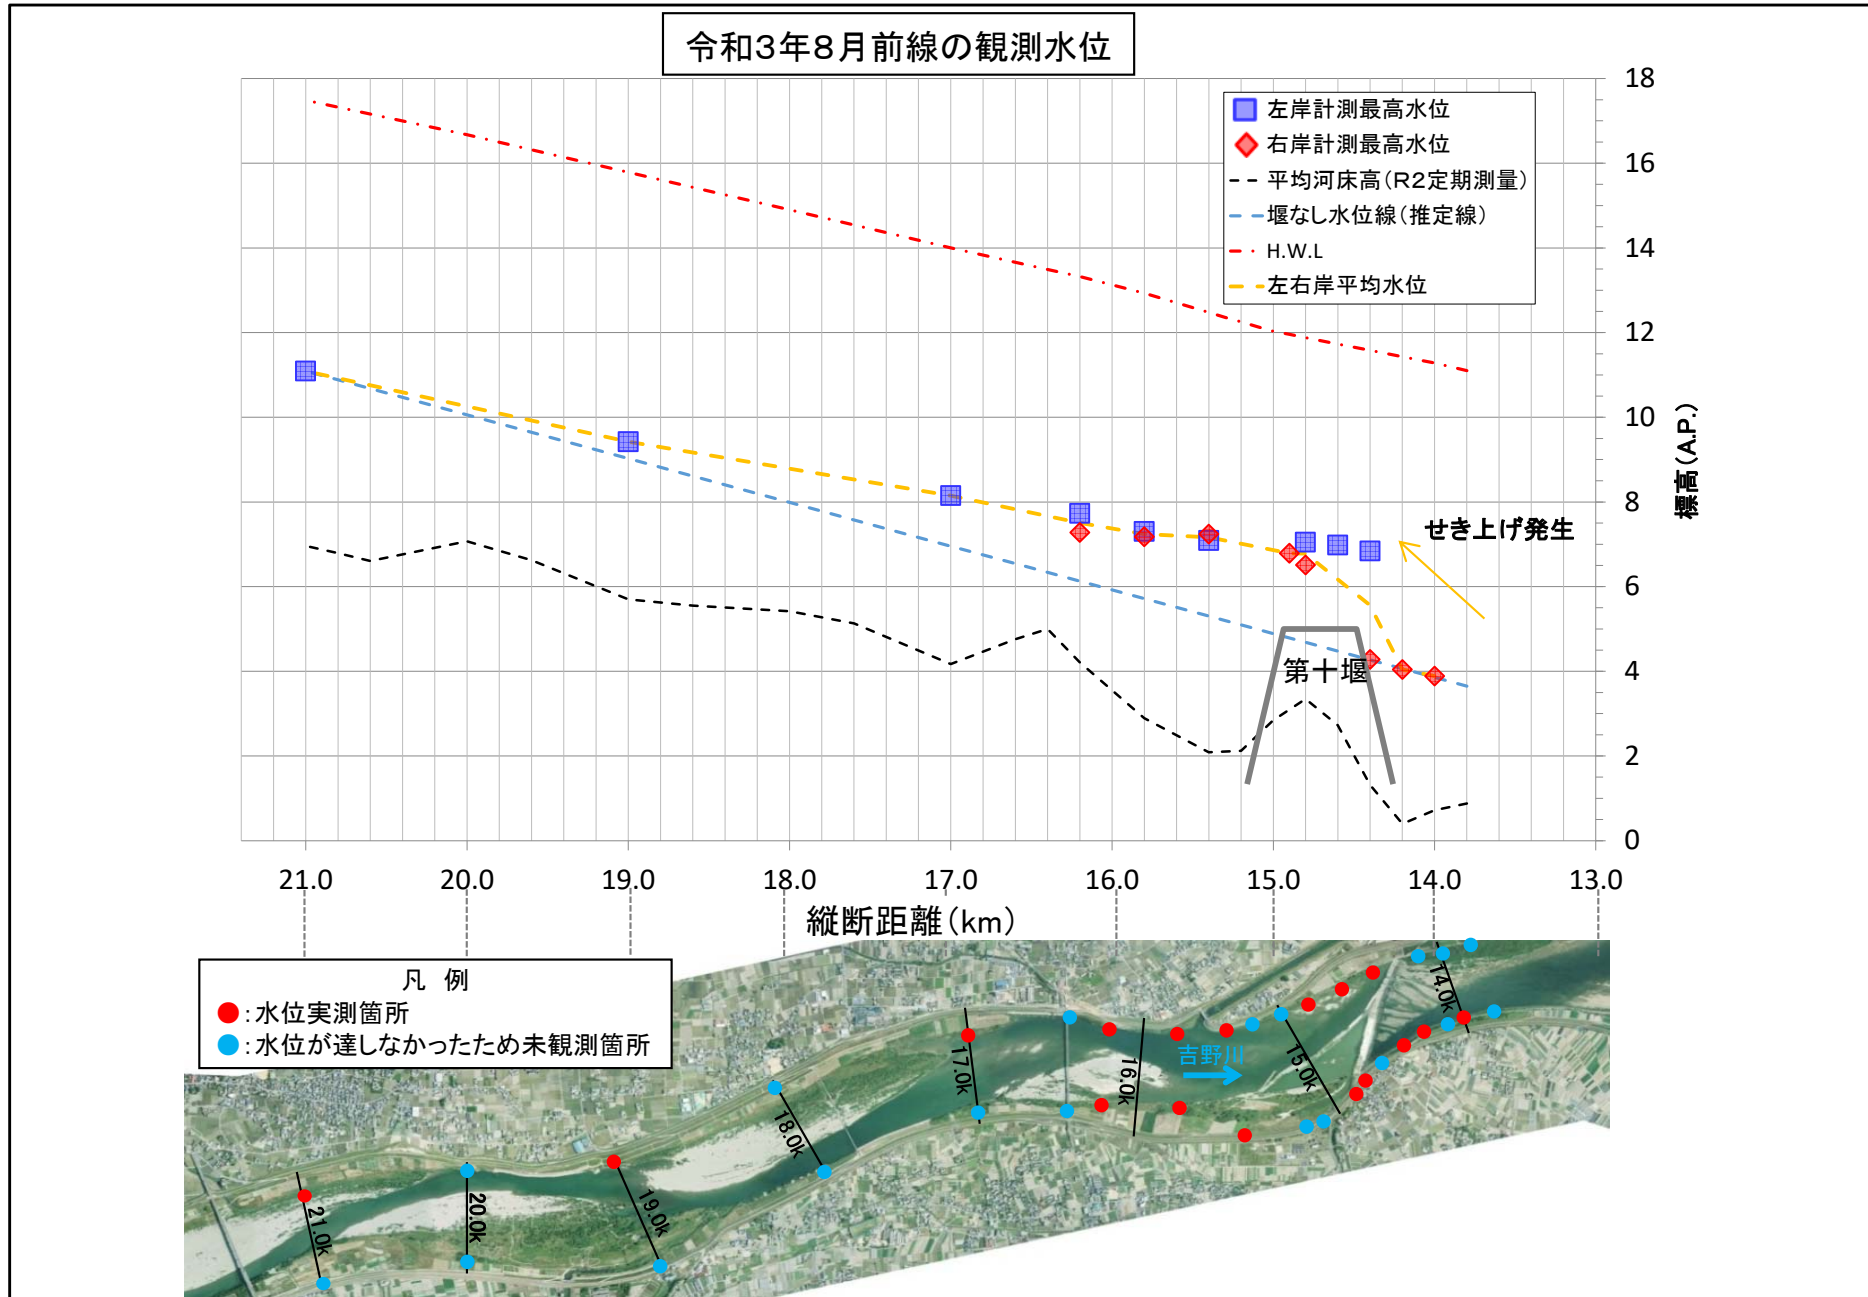 令和3年8月前線の観測水位
左岸計測最高水位
右岸計測最高水位
平均河床高(R2定期測量)
堰なし水位線(推定線)
H.W.L
左右岸平均水位
18
16
14
12
10
8
6
4
2
0
標高(A.P.)
せき上げ発生
第十堰
21.0
20.0
19.0
18.0
17.0
16.0
15.0
14.0
13.0
縦断距離(km)
凡 例
:水位実測箇所
:水位が達しなかったため未観測箇所
吉野川
21.0k
20.0k
19.0k
18.0k
17.0k
16.0k
15.0k
14.0k